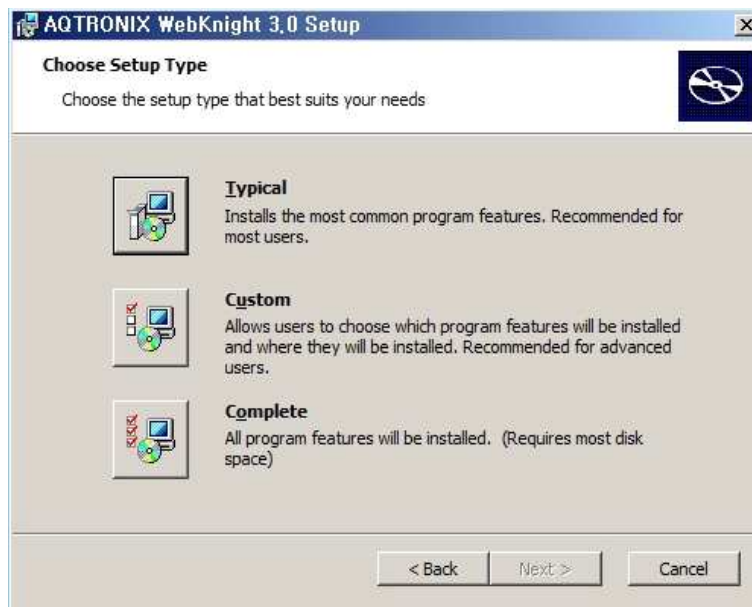 AQTRONIX WebKnight 3.0 Setup
Choose Setup Type
Choose the setup type that best suits your needs
Typical
Installs the most common program features. Recommended for
most users.
Custom
Allows users to choose which program features will be installed
and where they will be installed. Recommended for advanced
users.
Complete
All program features will be installed. (Requires most disk
space)
< Back Next > Cancel